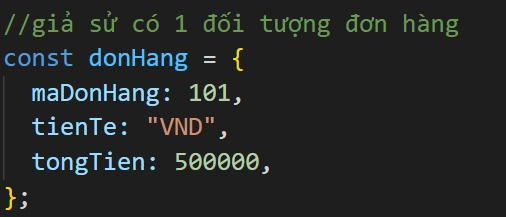 //giả sử có 1 đối tượng đơn hàng
const donHang = {
  maDonHang: 101,
  tienTe: "VND",
  tongTien: 500000,
};